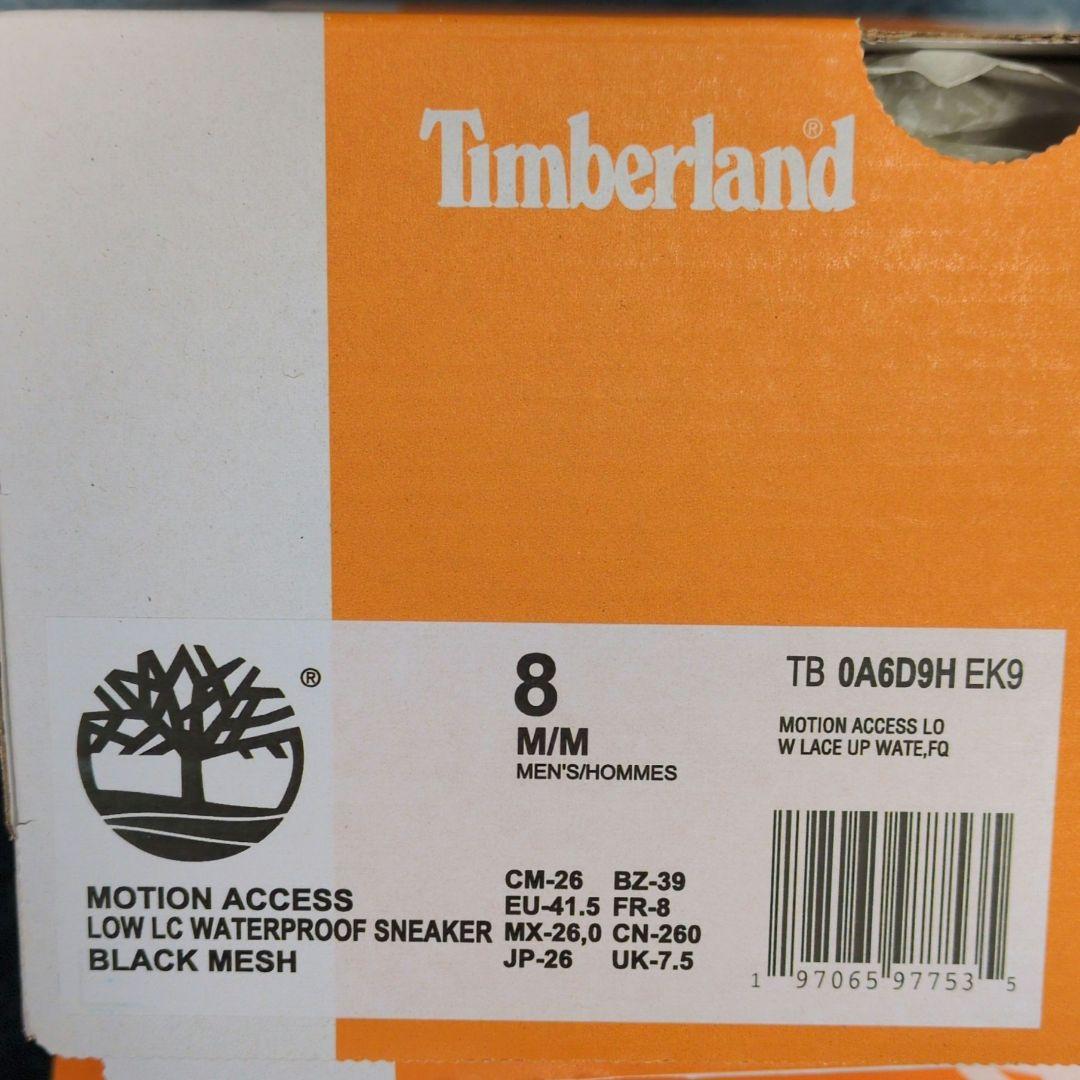 Timberland®
®
8
M/M
MEN'S/HOMMES
TB 0A6D9H EK9
MOTION ACCESS LO
W LACE UP WATE,FQ
MOTION ACCESS
LOW LC WATERPROOF SNEAKER
BLACK MESH
CM-26 BZ-39
EU-41.5 FR-8
MX-26,0 CN-260
JP-26 UK-7.5
1 97065 97753 5